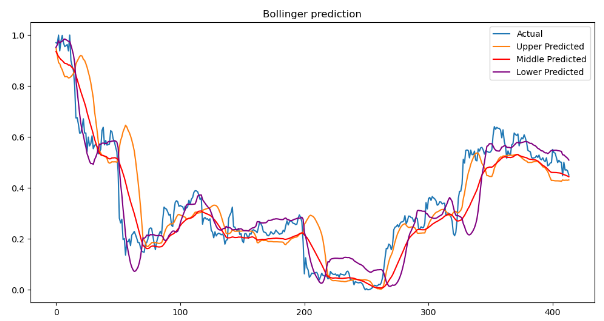 Bollinger prediction
Actual
Upper Predicted
Middle Predicted
Lower Predicted
1.0
0.8
0.6
0.4
0.2
0.0
0 100 200 300 400